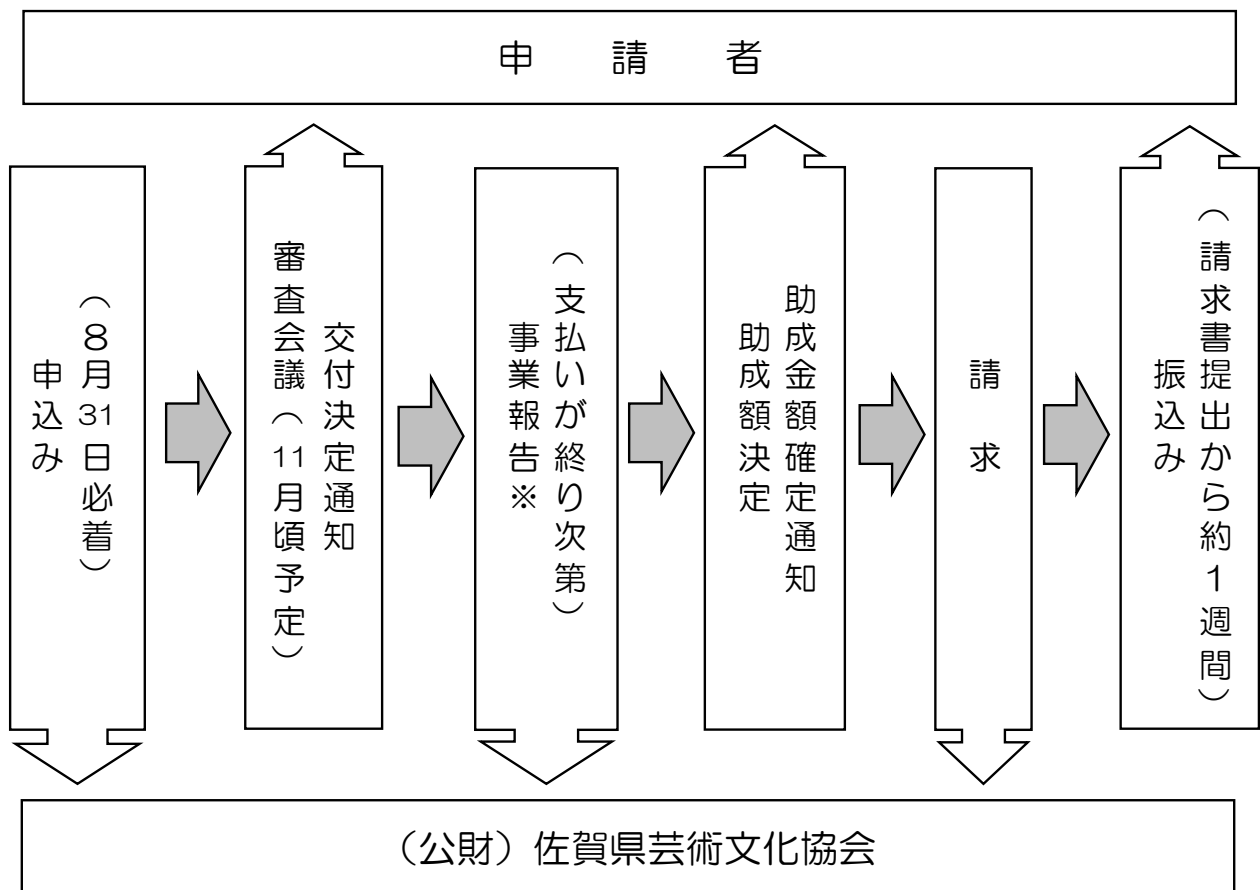 申請者
申込み
（8月31日必着）
交付決定通知
審査会議（11月頃予定）
（支払いが終り次第）
事業報告※
助成金額確定通知
助成額決定
請求
（請求書提出から約1週間）
振込み
（公財）佐賀県芸術文化協会